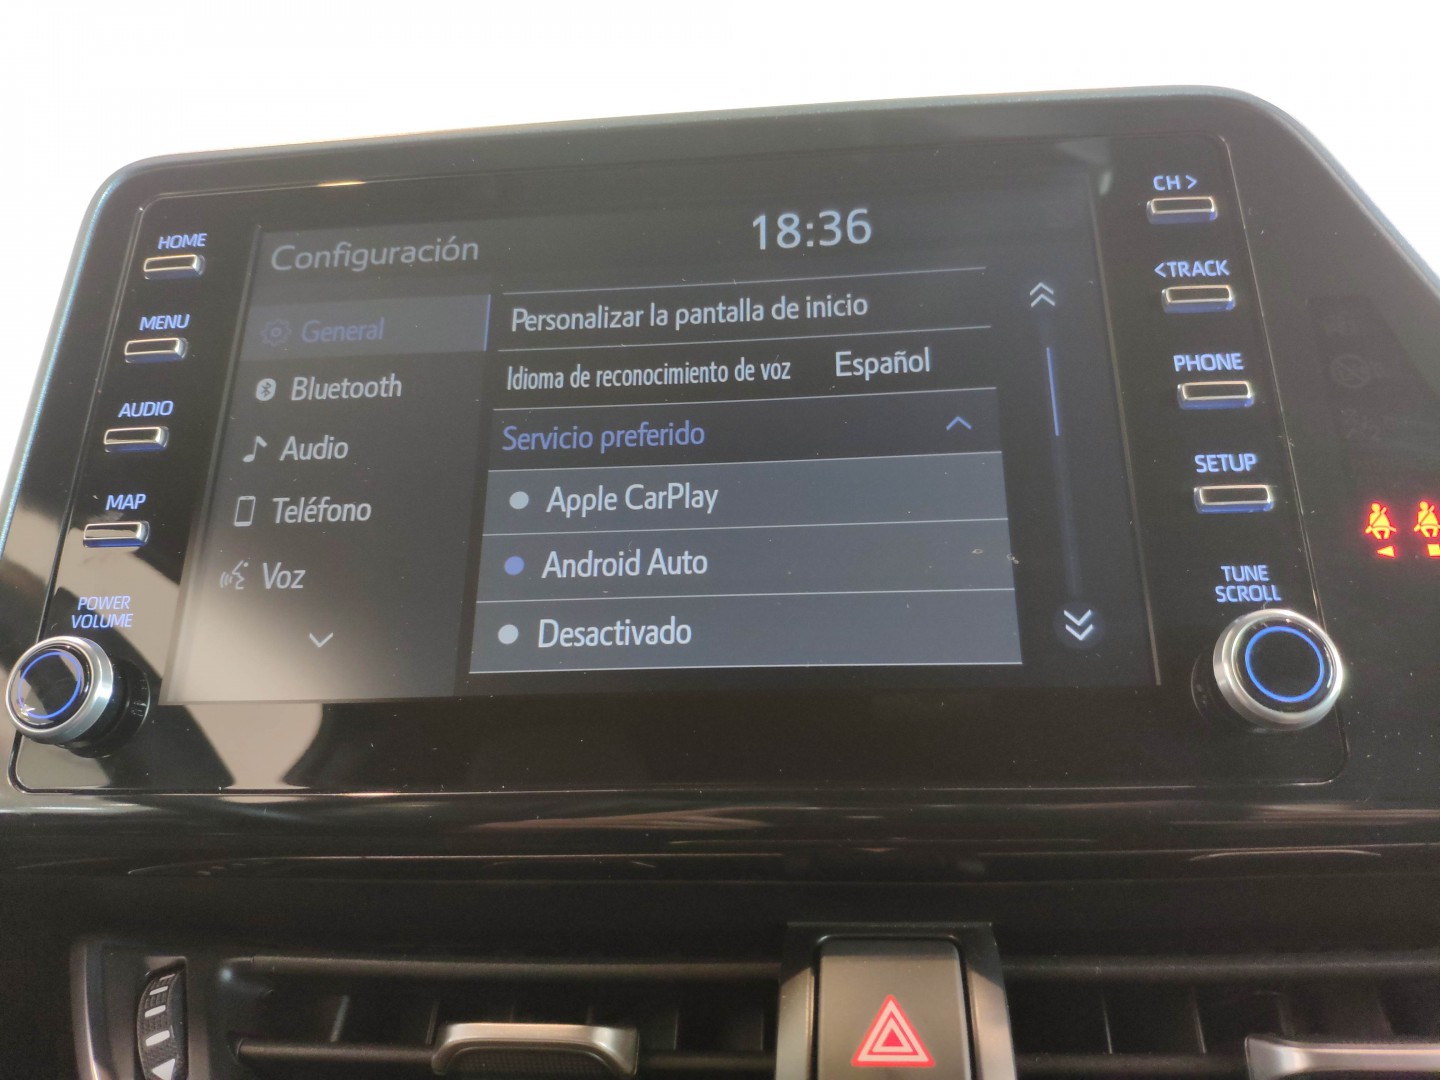 HOME
MENU
AUDIO
MAP
POWER
VOLUME
Configuración
18:36
General
Bluetooth
Audio
Teléfono
Voz
Personalizar la pantalla de inicio
Idioma de reconocimiento de voz Español
Servicio preferido
Apple CarPlay
Android Auto
Desactivado
CH >
<TRACK
PHONE
SETUP
TUNE
SCROLL